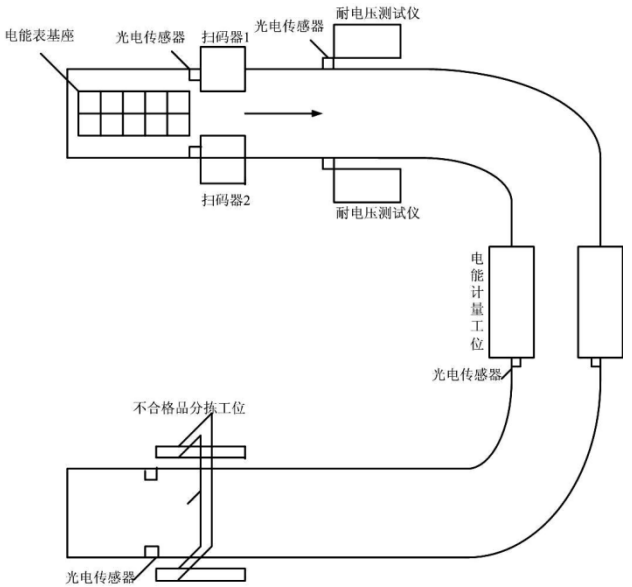 耐电压测试仪
光电传感器
扫码器1
光电传感器
电能表基座
扫码器2
耐电压测试仪
电能计量工位
光电传感器
不合格品分拣工位
光电传感器